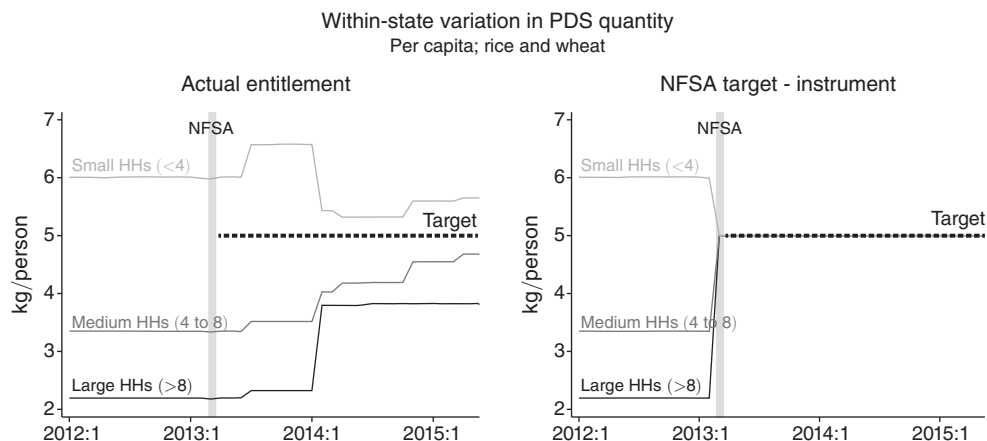 Within-state variation in PDS quantity
Per capita; rice and wheat
Actual entitlement
7
NFSA
Small HHs (<4)
6
Target
5
kg/person
4
Medium HHs (4 to 8)
3
Large HHs (>8)
2
2012:1 2013:1 2014:1 2015:1
NFSA target - instrument
7
NFSA
Small HHs (<4)
6
Target
5
kg/person
4
Medium HHs (4 to 8)
3
Large HHs (>8)
2
2012:1 2013:1 2014:1 2015:1